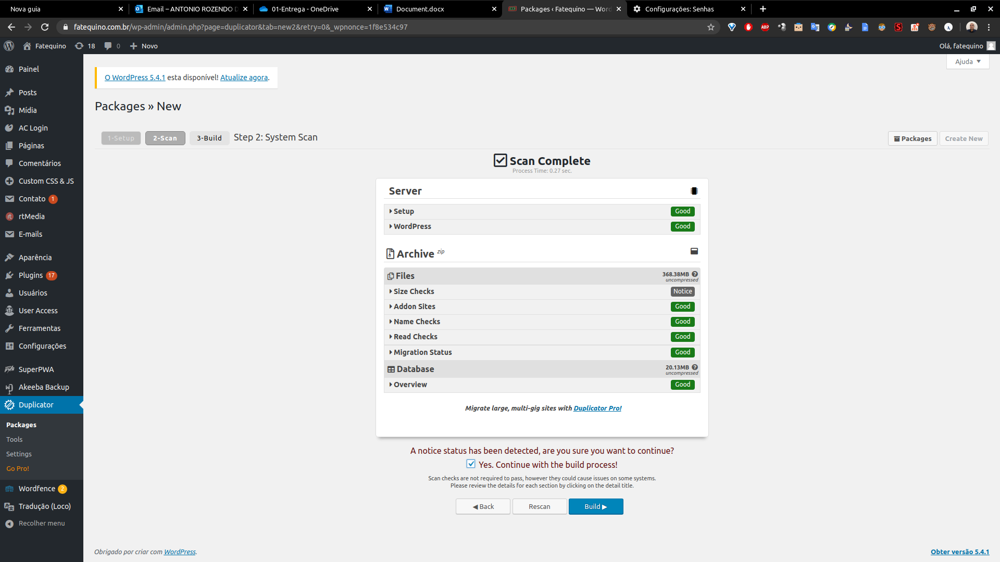 Nova guia
Email – ANTONIO ROZENDO D
01-Entrega - OneDrive
Document.docx
Packages ‹ Fatequino — Word
Configurações: Senhas
fatequino.com.br/wp-admin/admin.php?page=duplicator&tab=new2&retry=0&_wpnonce=1f8e534c97
Fatequino
18
0
Novo
Olá, fatequino
Ajuda
Painel
Posts
Mídia
AC Login
Páginas
Comentários
Custom CSS & JS
Contato 1
rtMedia
E-mails
Aparência
Plugins 17
Usuários
User Access
Ferramentas
Configurações
SuperPWA
Akeeba Backup
Duplicator
Packages
Tools
Settings
Go Pro!
Wordfence 2
Tradução (Loco)
Recolher menu
O WordPress 5.4.1 esta disponível! Atualize agora.
Packages » New
1-Setup
2-Scan
3-Build
Step 2: System Scan
Packages
Create New
Scan Complete
Process Time: 0.27 sec.
Server
Setup Good
WordPress Good
Archive zip
Files 368.38MB
uncompressed
Size Checks Notice
Addon Sites Good
Name Checks Good
Read Checks Good
Migration Status Good
Database 20.13MB
uncompressed
Overview Good
Migrate large, multi-gig sites with Duplicator Pro!
A notice status has been detected, are you sure you want to continue?
Yes. Continue with the build process!
Scan checks are not required to pass, however they could cause issues on some systems.
Please review the details for each section by clicking on the detail title.
◀ Back
Rescan
Build ▶
Obrigado por criar com WordPress.
Obter versão 5.4.1